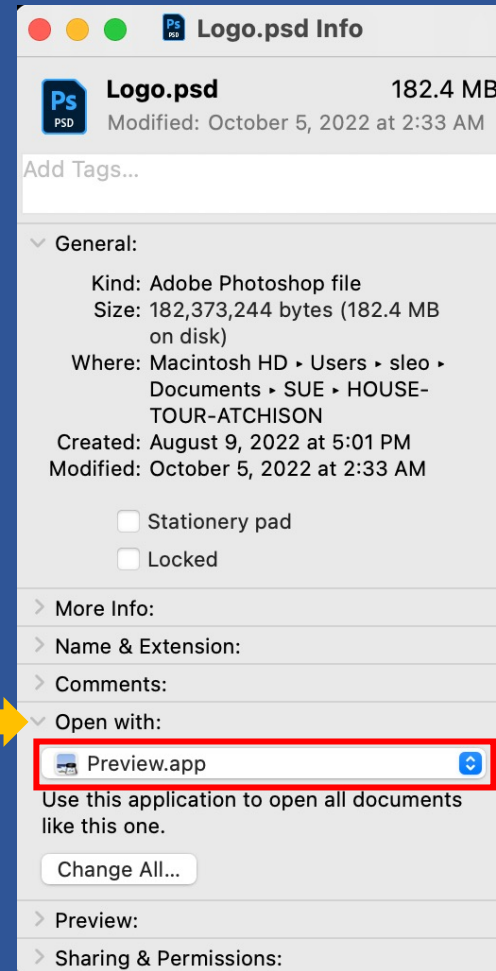 Ps PSD Logo.psd Info
Ps Logo.psd 182.4 MB
PSD Modified: October 5, 2022 at 2:33 AM
Add Tags...
General:
Kind: Adobe Photoshop file
Size: 182,373,244 bytes (182.4 MB
on disk)
Where: Macintosh HD ▸ Users ▸ sleo ▸
Documents ▸ SUE ▸ HOUSE-
TOUR-ATCHISON
Created: August 9, 2022 at 5:01 PM
Modified: October 5, 2022 at 2:33 AM
Stationery pad
Locked
More Info:
Name & Extension:
Comments:
Open with:
Preview.app
Use this application to open all documents
like this one.
Change All...
Preview:
Sharing & Permissions: